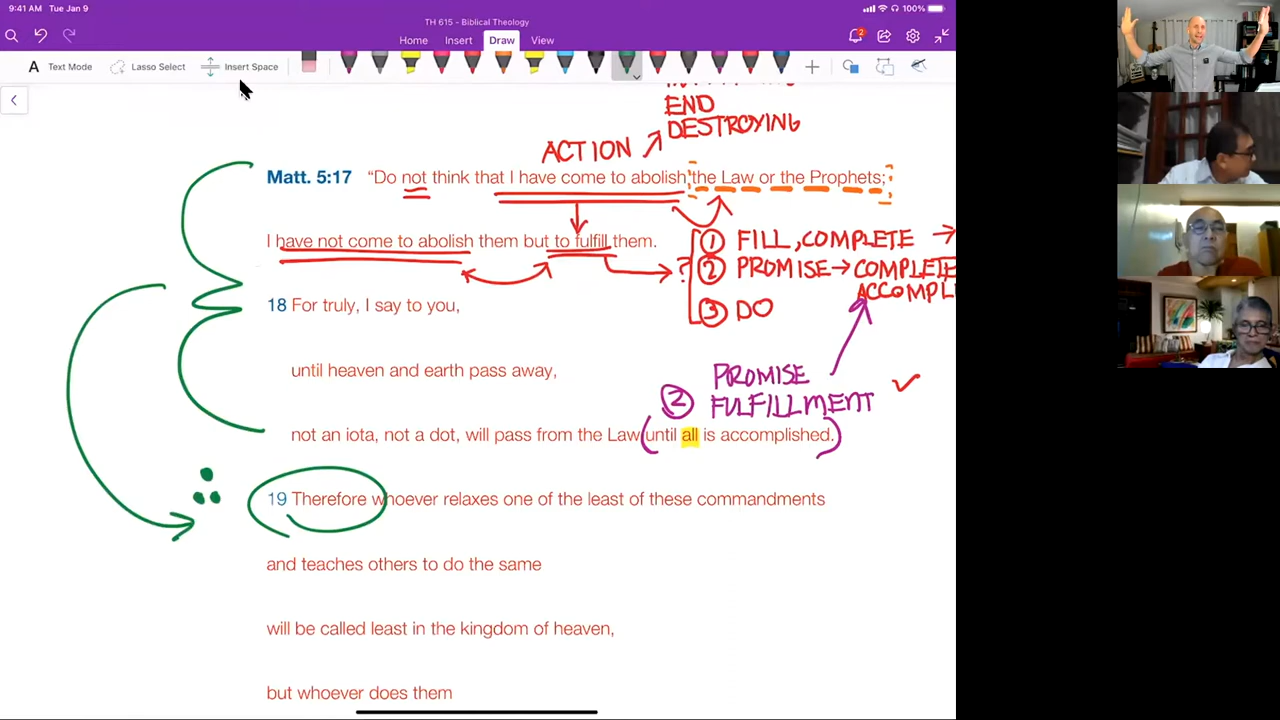 9:41 AM Tue Jan 9
100%
TH 615 - Biblical Theology
Home Insert Draw View
2
A Text Mode Lasso Select Insert Space
END
DESTROYING
ACTION
Matt. 5:17 “Do not think that I have come to abolish the Law or the Prophets;
I have not come to abolish them but to fulfill them.
? 1 FILL, COMPLETE
2 PROMISE → COMPLETE
ACCOMPL
3 DO
18 For truly, I say to you,
until heaven and earth pass away,
2 PROMISE
FULFILLMENT
not an iota, not a dot, will pass from the Law (until all is accomplished.)
19 Therefore whoever relaxes one of the least of these commandments
and teaches others to do the same
will be called least in the kingdom of heaven,
but whoever does them